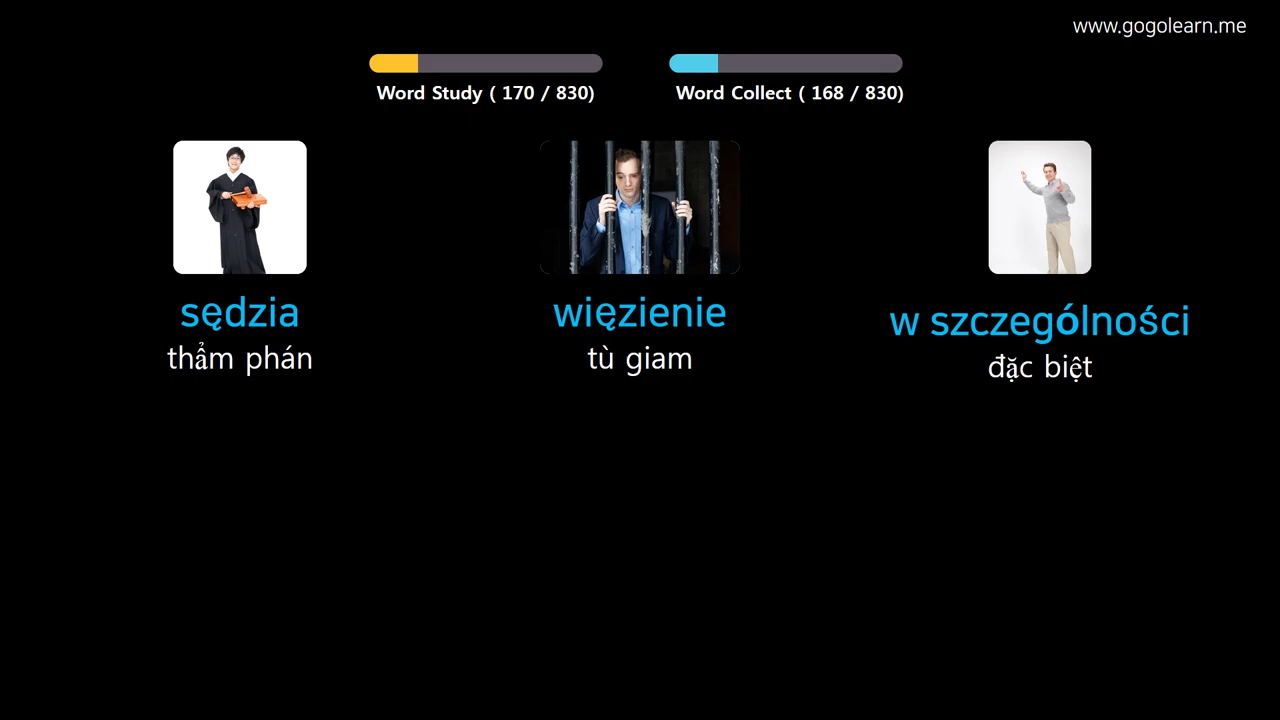 www.gogolearn.me
Word Study ( 170 / 830)
Word Collect ( 168 / 830)
sędzia
thẩm phán
więzienie
tù giam
w szczególności
đặc biệt